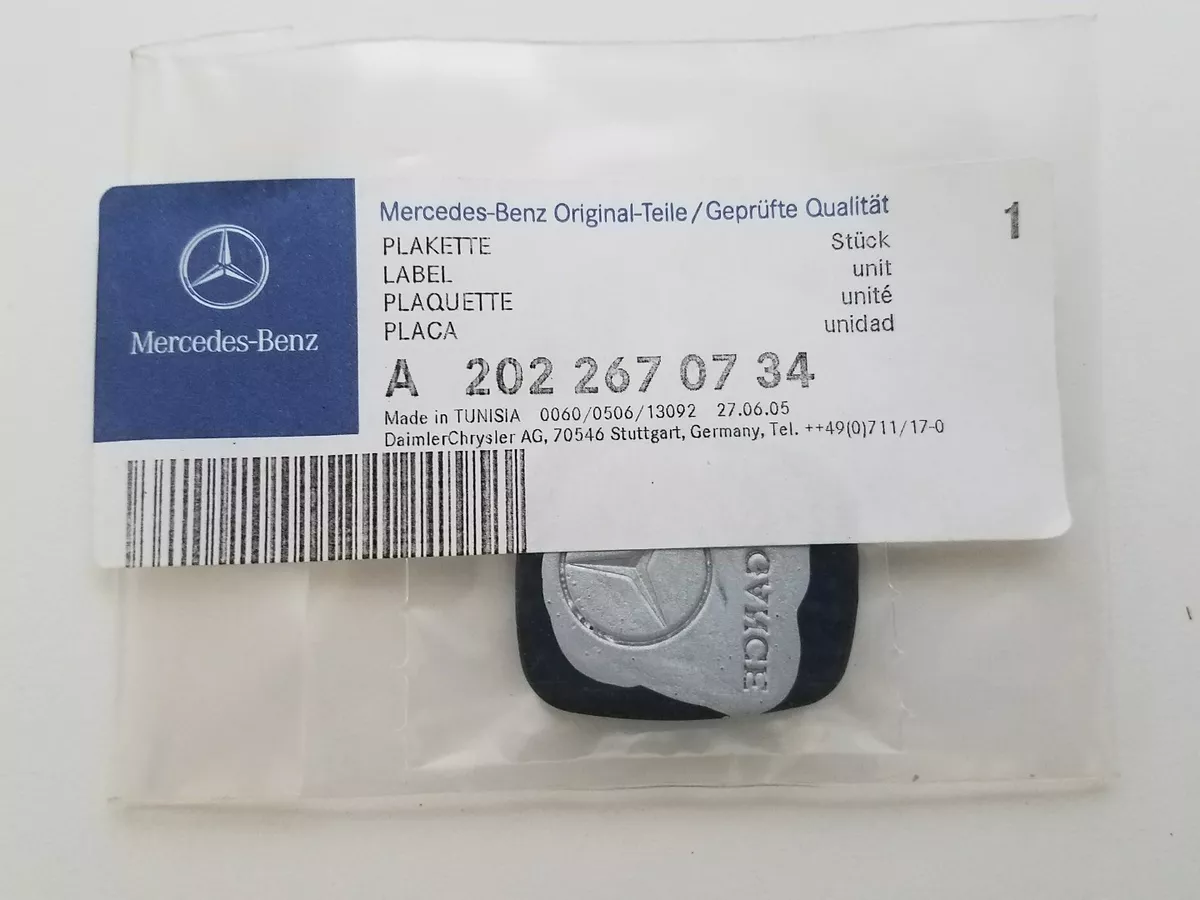 Mercedes-Benz
Mercedes-Benz Original-Teile/Geprüfte Qualität 1
PLAKETTE Stück
LABEL unit
PLAQUETTE unité
PLACA unidad
A 202 267 07 34
Made in TUNISIA 0060/0506/13092 27.06.05
DaimlerChrysler AG, 70546 Stuttgart, Germany, Tel. ++49(0)711/17-0